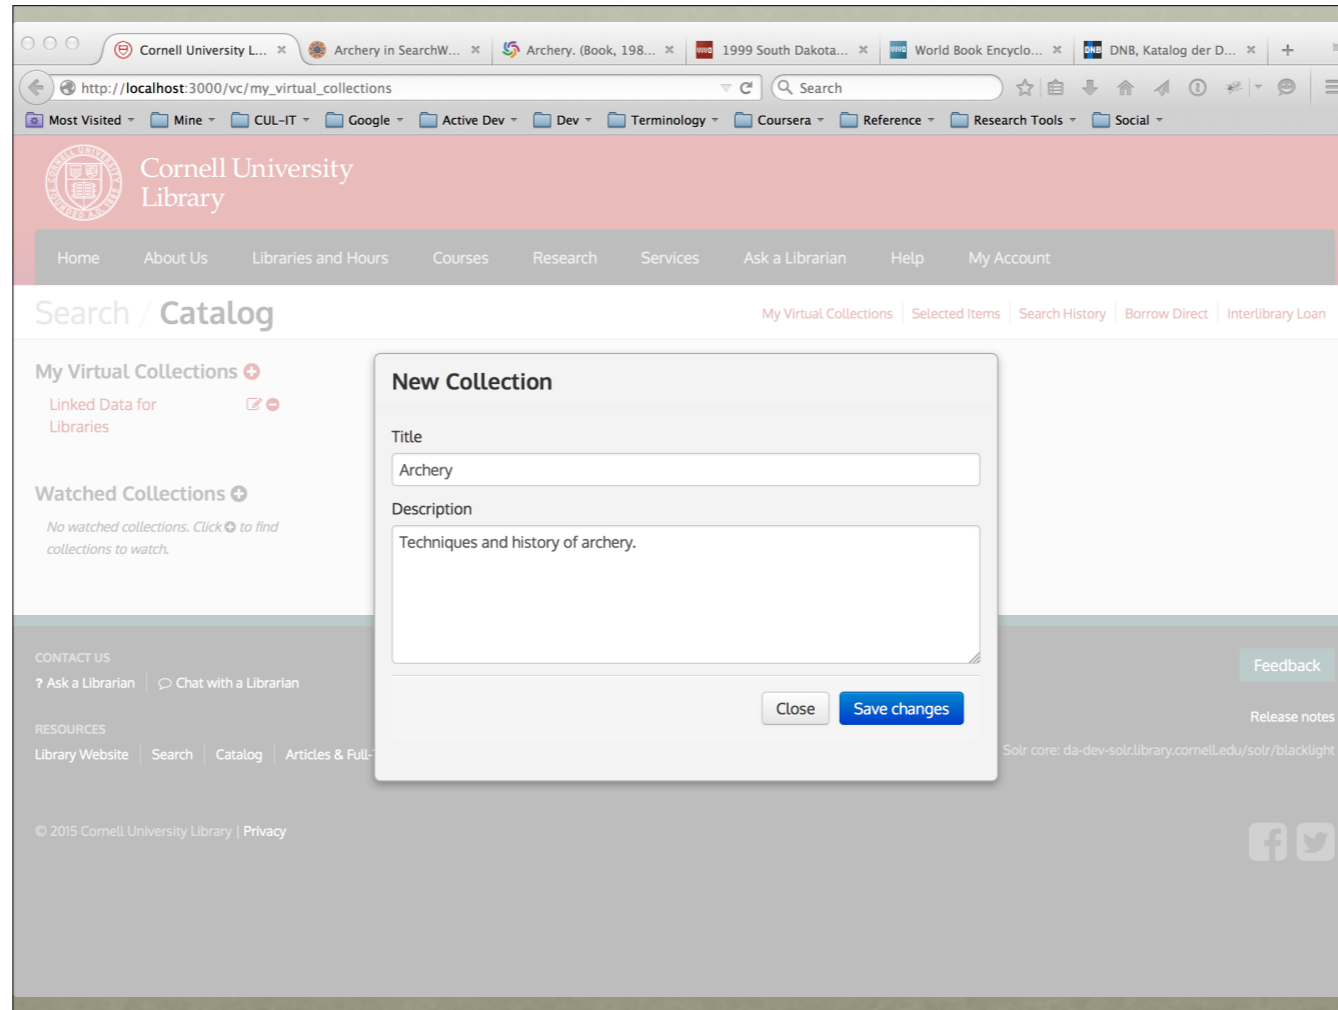 Cornell University L... ×
Archery in SearchW... ×
Archery. (Book, 198... ×
1999 South Dakota... ×
World Book Encyclo... ×
DNB DNB, Katalog der D... × +
http://localhost:3000/vc/my_virtual_collections
Search
Most Visited Mine CUL-IT Google Active Dev Dev Terminology Coursera Reference Research Tools Social
Cornell University
Library
Home About Us Libraries and Hours Courses Research Services Ask a Librarian Help My Account
Search / Catalog
My Virtual Collections Selected Items Search History Borrow Direct Interlibrary Loan
My Virtual Collections
Linked Data for
Libraries
Watched Collections
No watched collections. Click to find
collections to watch.
New Collection
Title
Archery
Description
Techniques and history of archery.
Close Save changes
CONTACT US
? Ask a Librarian Chat with a Librarian
RESOURCES
Library Website Search Catalog Articles & Full-
Feedback
Release notes
Solr core: da-dev-solr.library.cornell.edu/solr/blacklight
© 2015 Cornell University Library | Privacy